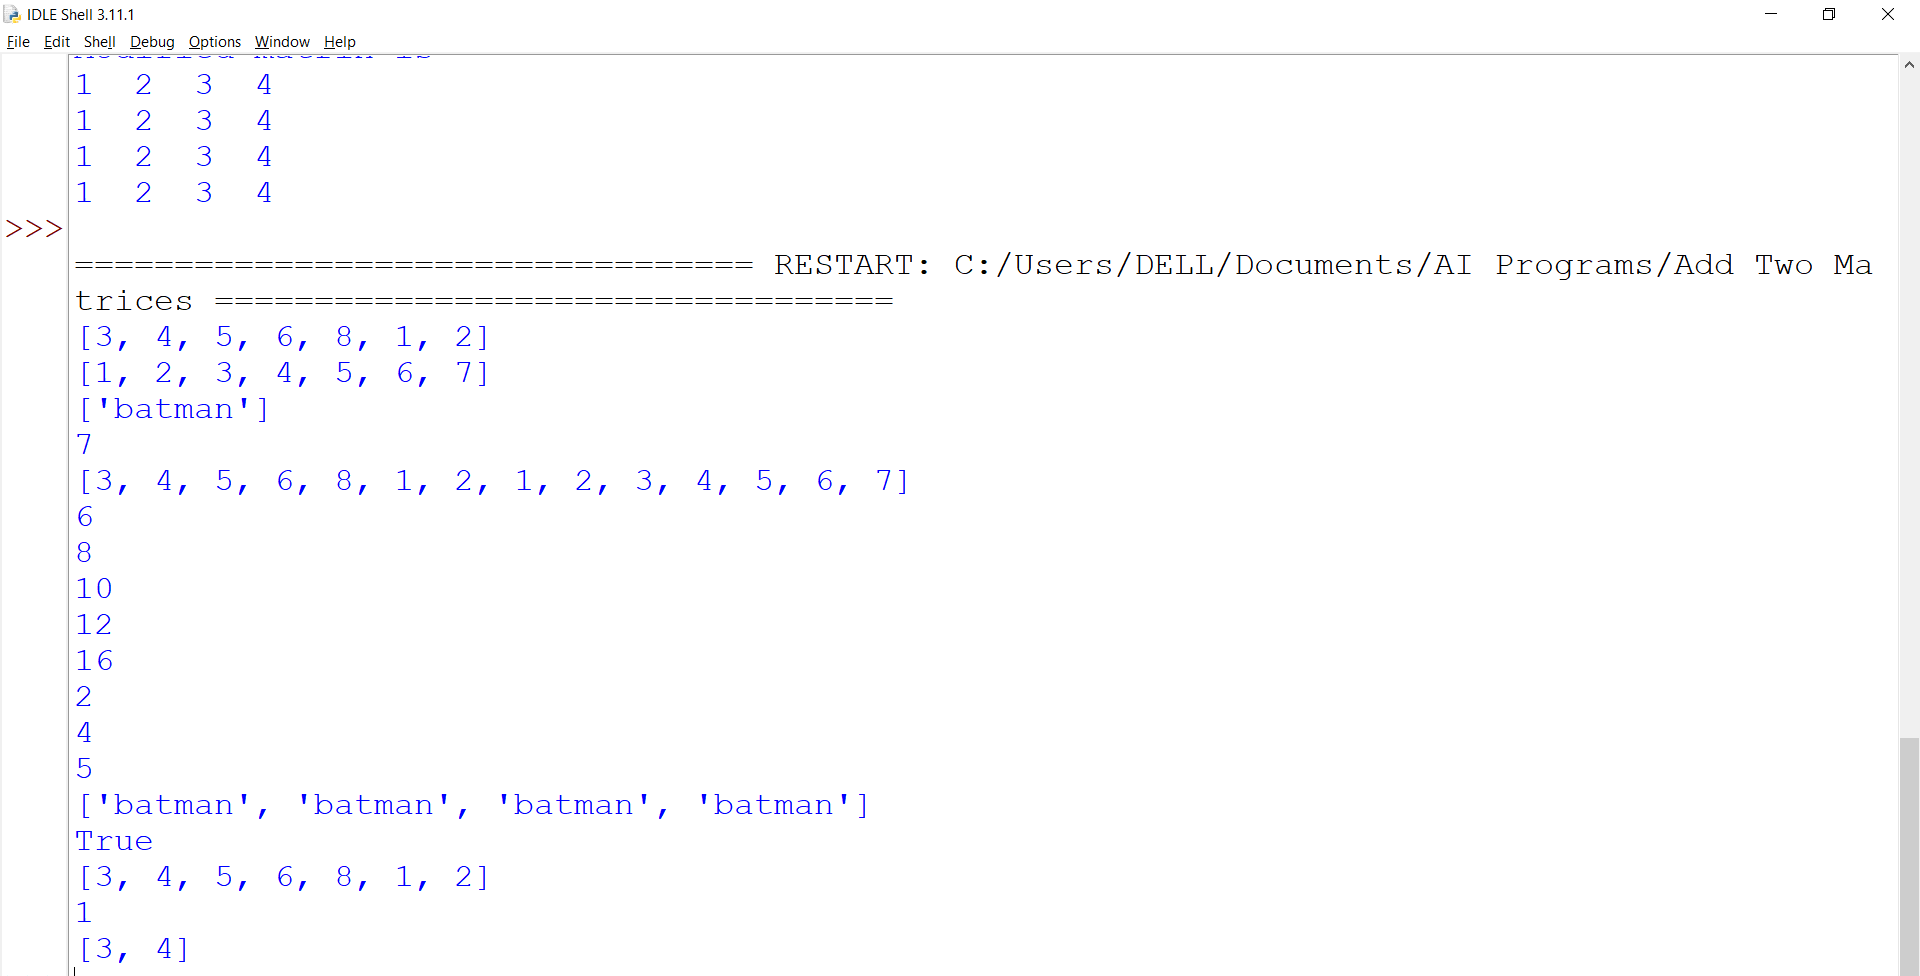 IDLE Shell 3.11.1
File Edit Shell Debug Options Window Help
1 2 3 4
1 2 3 4
1 2 3 4
1 2 3 4
>>>
================================== RESTART: C:/Users/DELL/Documents/AI Programs/Add Two Ma
trices ==================================
[3, 4, 5, 6, 8, 1, 2]
[1, 2, 3, 4, 5, 6, 7]
['batman']
7
[3, 4, 5, 6, 8, 1, 2, 1, 2, 3, 4, 5, 6, 7]
6
8
10
12
16
2
4
5
['batman', 'batman', 'batman', 'batman']
True
[3, 4, 5, 6, 8, 1, 2]
1
[3, 4]